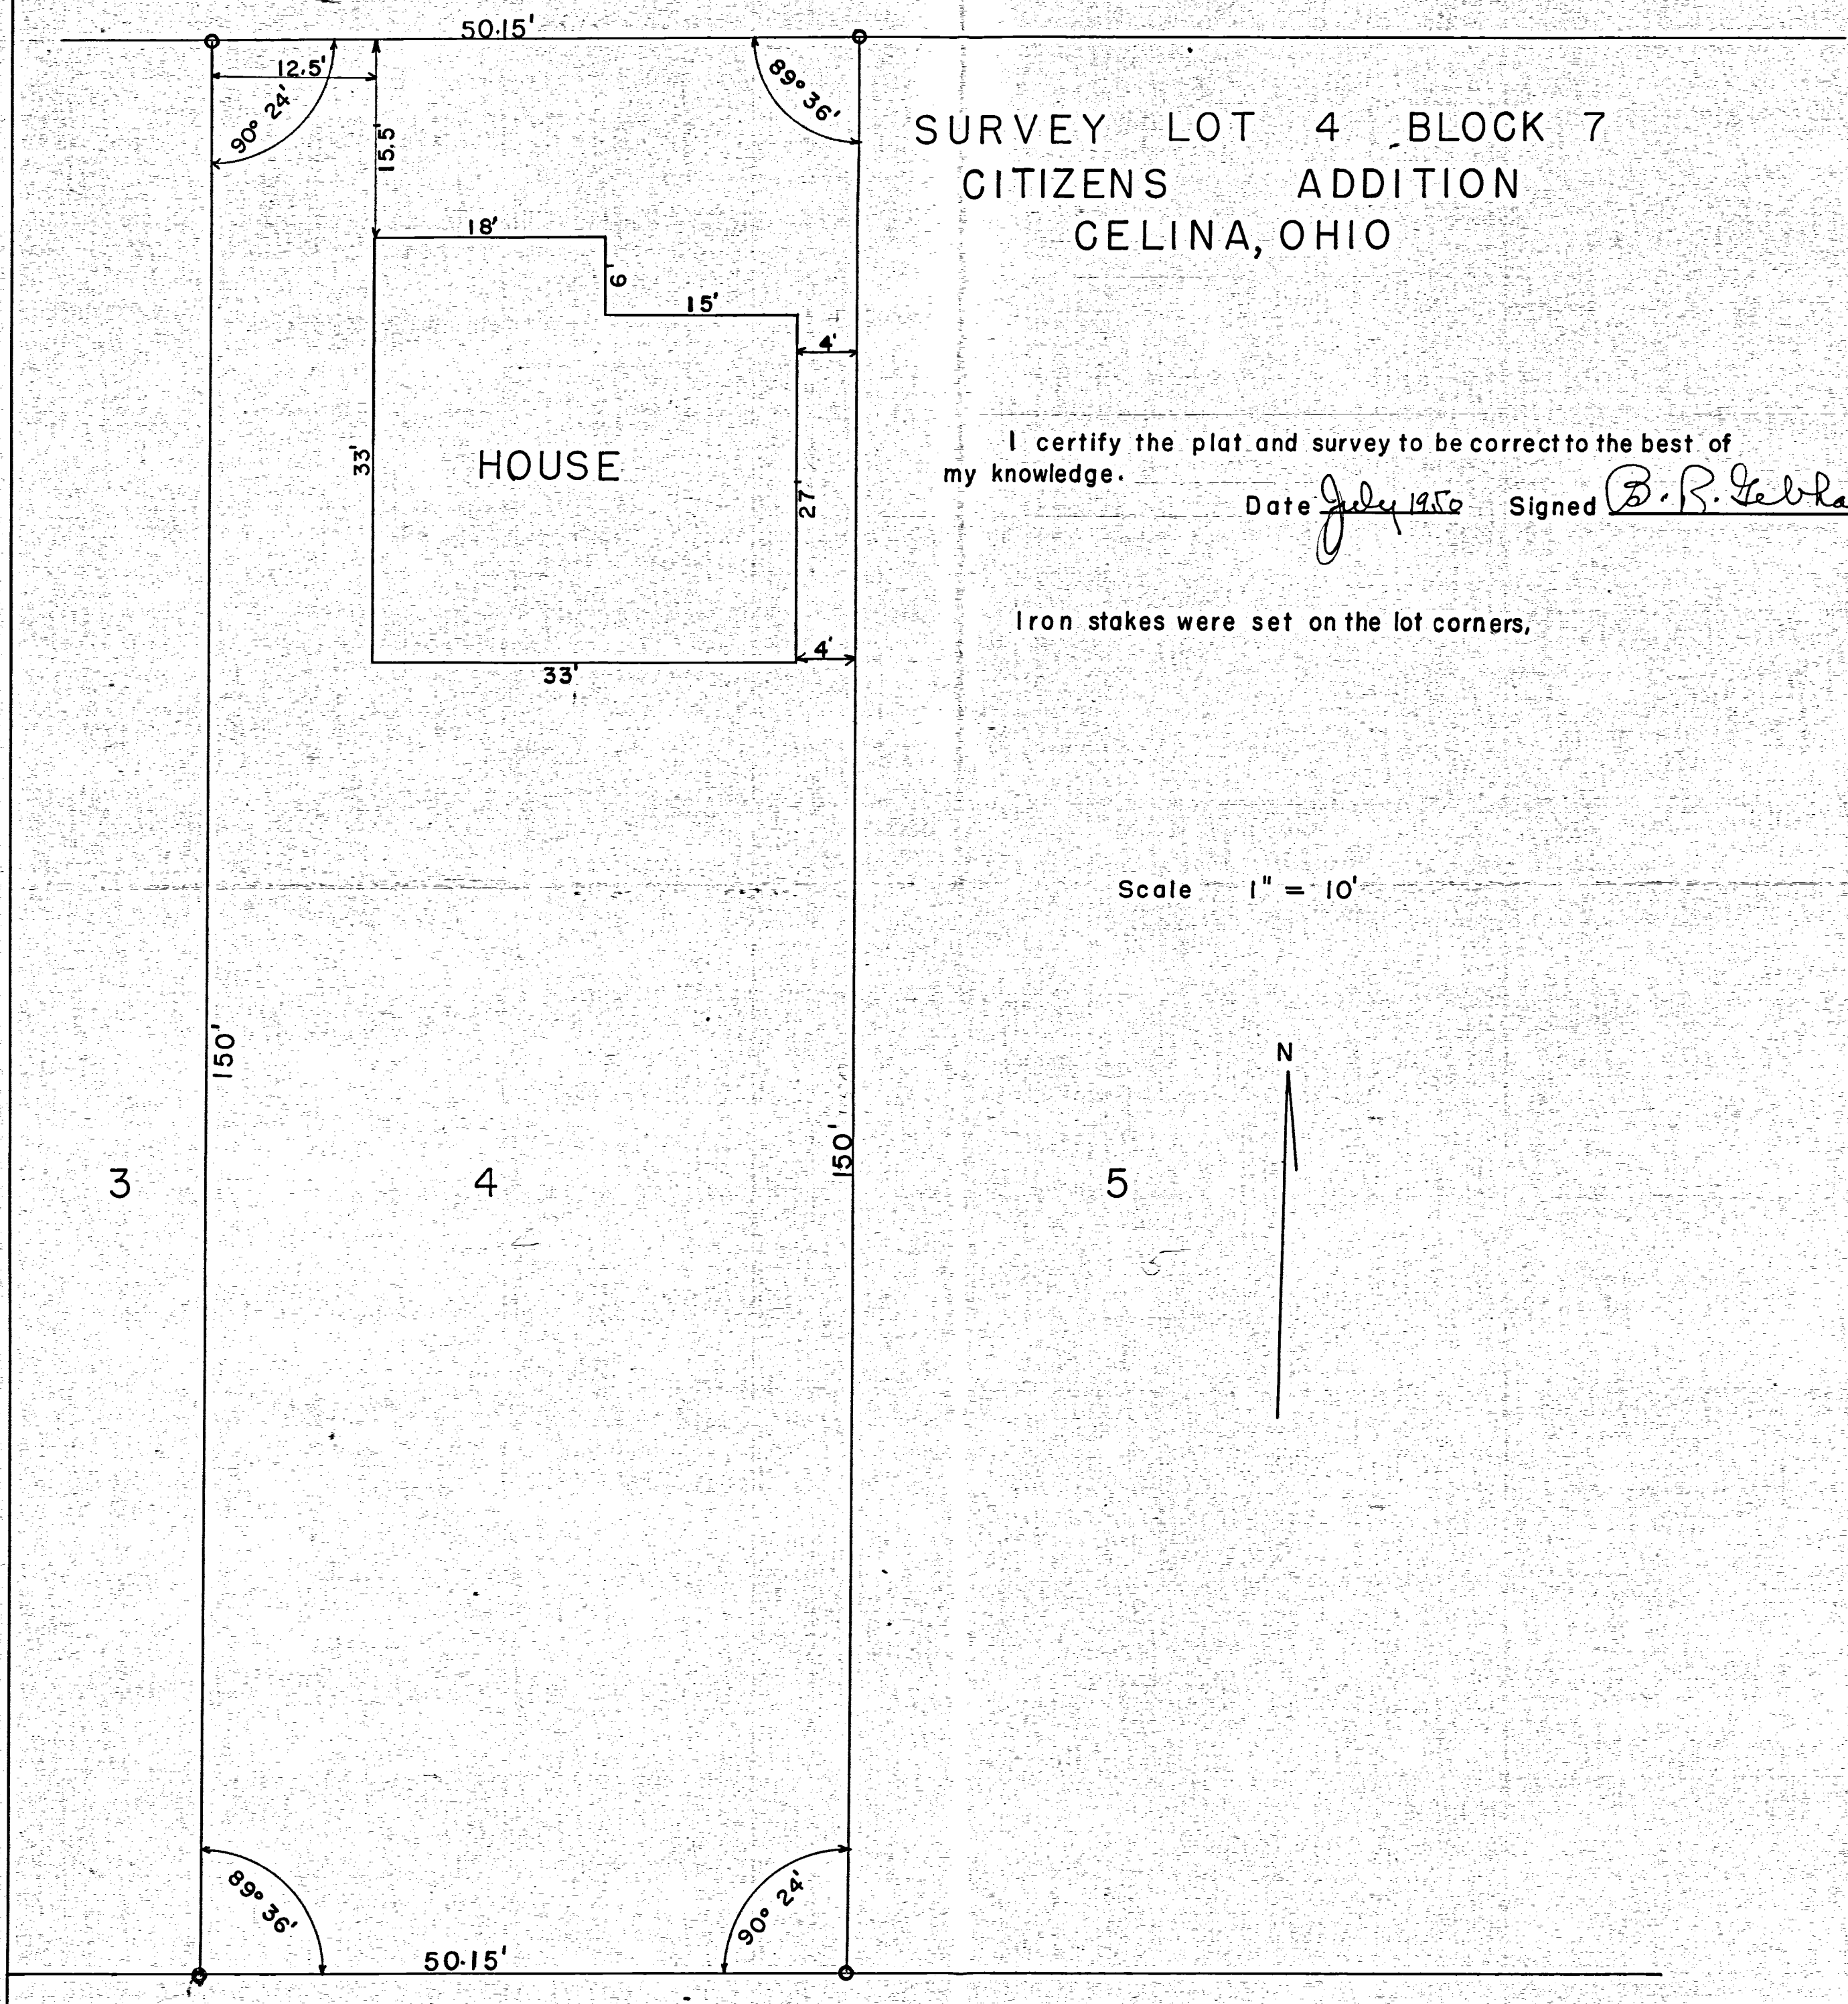 50.15'
12.5'
90° 24'
89° 36'
15.5'
SURVEY LOT 4 BLOCK 7
CITIZENS ADDITION
CELINA, OHIO
18'
6'
15'
4'
33'
HOUSE
27'
I certify the plat and survey to be correct to the best of
my knowledge.
Date July 1950 Signed B. R. Gebha
Iron stakes were set on the lot corners,
4'
33'
Scale 1" = 10'
150'
N
150'
3
4
5
5
89° 36'
90° 24'
50.15'